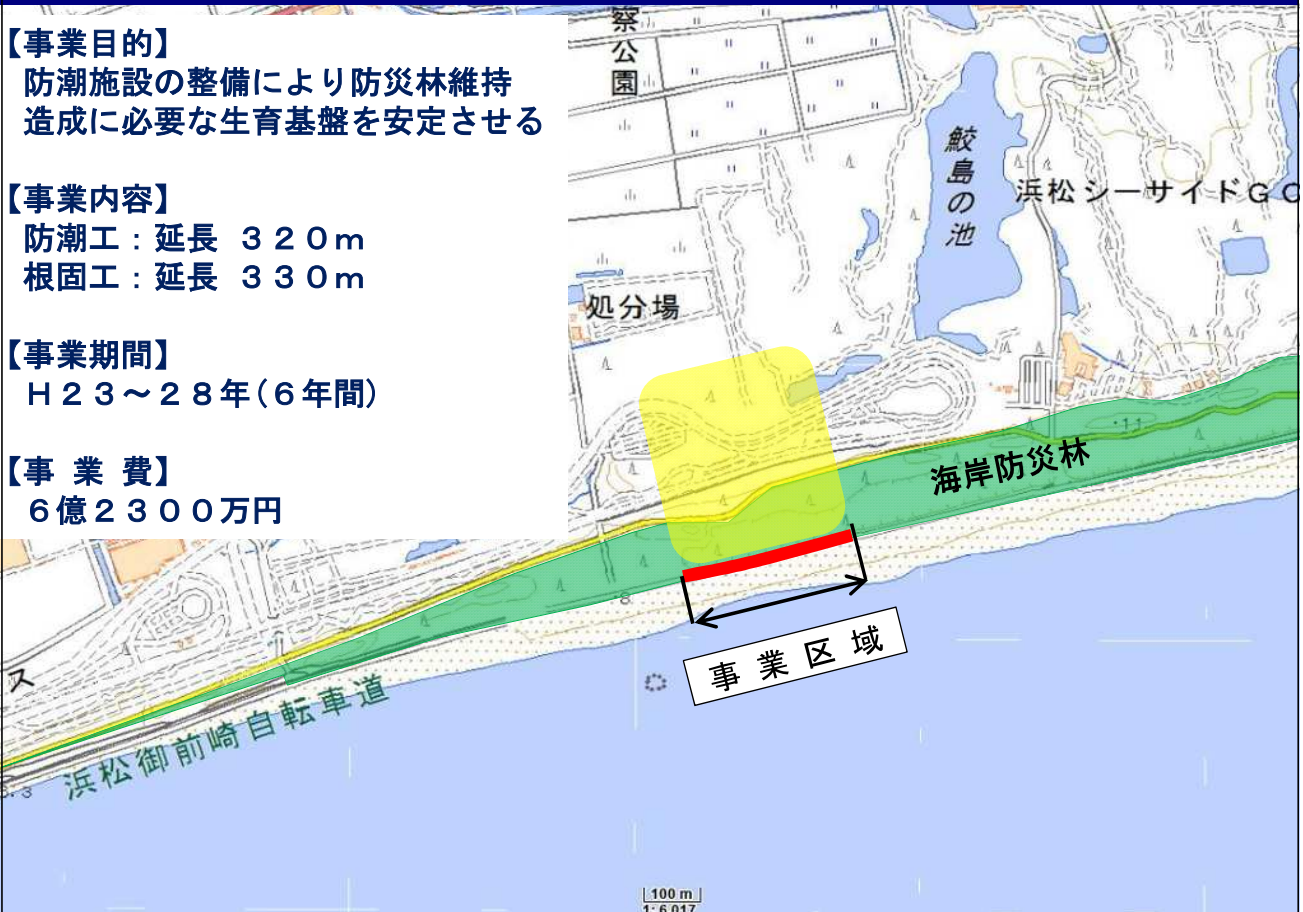 【事業目的】
防潮施設の整備により防災林維持
造成に必要な生育基盤を安定させる
【事業内容】
防潮工：延長 ３２０ｍ
根固工：延長 ３３０ｍ
【事業期間】
Ｈ２３～２８年(６年間)
【事 業 費】
６億２３００万円
察公園
鮫島の池
浜松シーサイドＧＣ
処分場
海岸防災林
・11
・8
事業区域
ス
浜松御前崎自転車道
100 m
1: 6,017